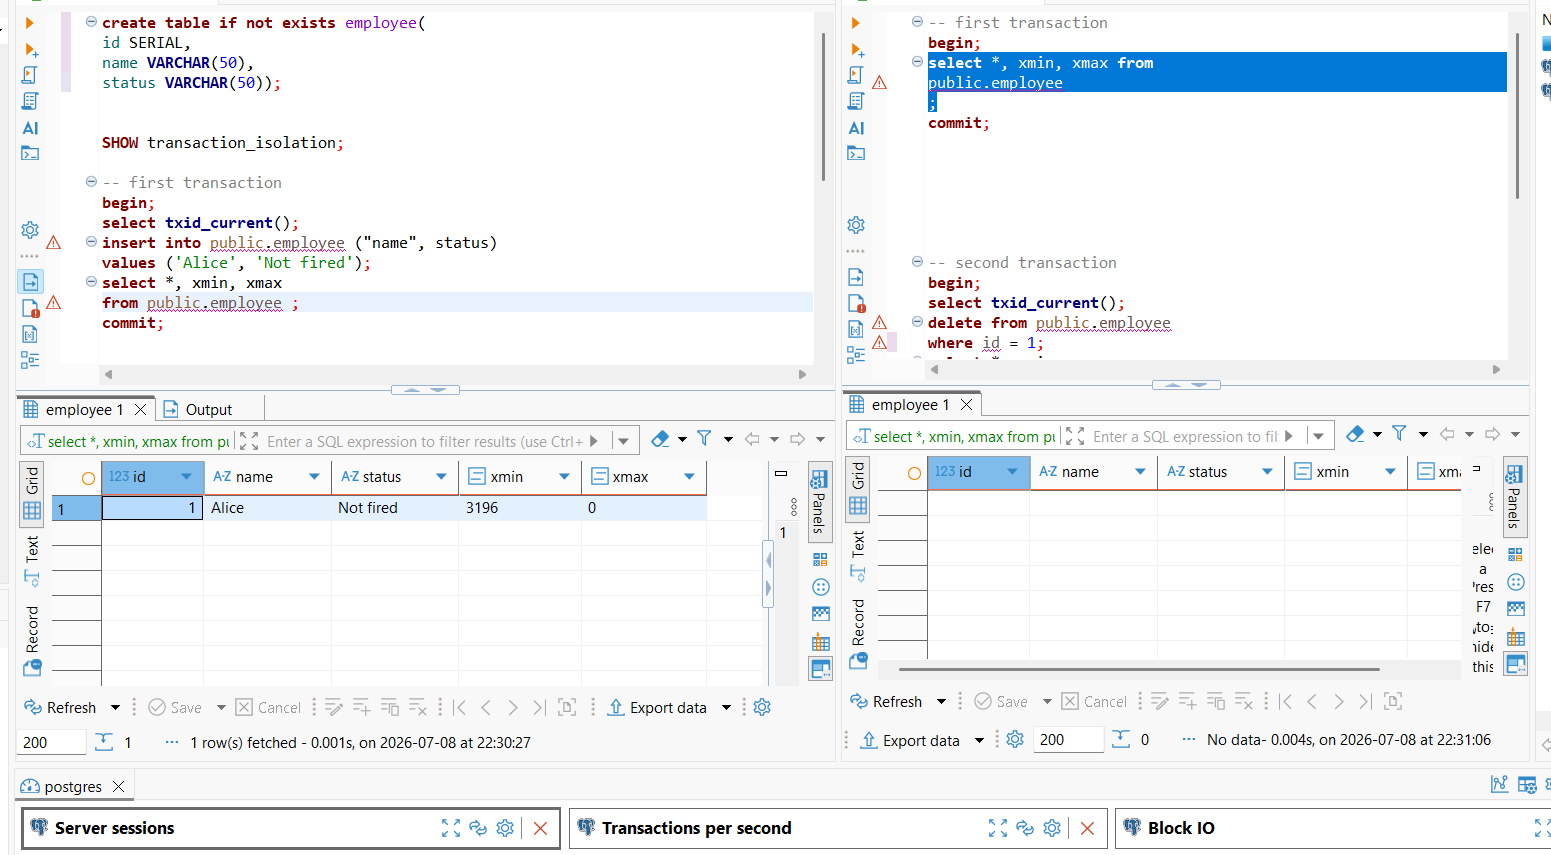 create table if not exists employee(
id SERIAL,
name VARCHAR(50),
status VARCHAR(50));
SHOW transaction_isolation;
-- first transaction
begin;
select txid_current();
insert into public.employee ("name", status)
values ('Alice', 'Not fired');
select *, xmin, xmax
from public.employee ;
commit;
AI
employee 1
Output
select *, xmin, xmax from pu
Enter a SQL expression to filter results (use Ctrl+
Grid
Text
Record
123 id
A-Z name
A-Z status
xmin
xmax
1
1
Alice
Not fired
3196
0
1
Panels
Refresh
Save
Cancel
Export data
200
1
1 row(s) fetched - 0.001s, on 2026-07-08 at 22:30:27
-- first transaction
begin;
select *, xmin, xmax from
public.employee
;
commit;
-- second transaction
begin;
select txid_current();
delete from public.employee
where id = 1;
AI
employee 1
select *, xmin, xmax from pu
Enter a SQL expression to fil
Grid
Text
Record
123 id
A-Z name
A-Z status
xmin
xma
Panels
a
F7
this
Refresh
Save
Cancel
Export data
200
0
No data- 0.004s, on 2026-07-08 at 22:31:06
N
postgres
Server sessions
Transactions per second
Block IO